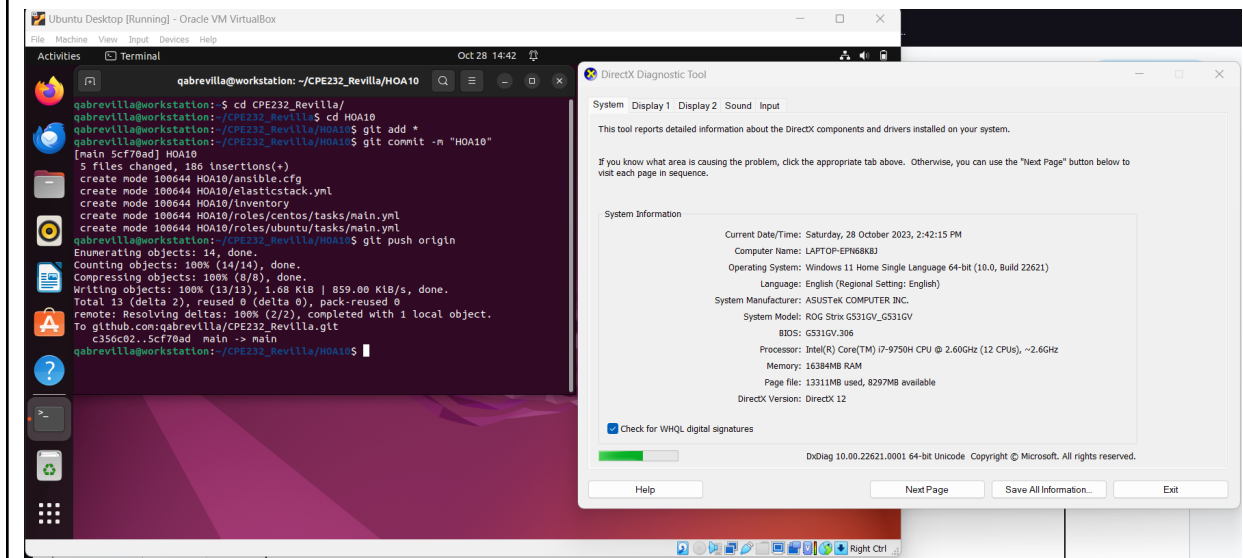 Ubuntu Desktop [Running] - Oracle VM VirtualBox
File Machine View Input Devices Help
Activities Terminal Oct 28 14:42
qabrevilla@workstation: ~/CPE232_Revilla/HOA10
qabrevilla@workstation:~$ cd CPE232_Revilla/
qabrevilla@workstation:~/CPE232_Revilla$ cd HOA10
qabrevilla@workstation:~/CPE232_Revilla/HOA10$ git add *
qabrevilla@workstation:~/CPE232_Revilla/HOA10$ git commit -m "HOA10"
[main 5cf70ad] HOA10
5 files changed, 186 insertions(+)
create mode 100644 HOA10/ansible.cfg
create mode 100644 HOA10/elasticstack.yml
create mode 100644 HOA10/inventory
create mode 100644 HOA10/roles/centos/tasks/main.yml
create mode 100644 HOA10/roles/ubuntu/tasks/main.yml
qabrevilla@workstation:~/CPE232_Revilla/HOA10$ git push origin
Enumerating objects: 14, done.
Counting objects: 100% (14/14), done.
Compressing objects: 100% (8/8), done.
Writing objects: 100% (13/13), 1.68 KiB | 859.00 KiB/s, done.
Total 13 (delta 2), reused 0 (delta 0), pack-reused 0
remote: Resolving deltas: 100% (2/2), completed with 1 local object.
To github.com:qabrevilla/CPE232_Revilla.git
c356c02..5cf70ad main -> main
qabrevilla@workstation:~/CPE232_Revilla/HOA10$
Right Ctrl
DirectX Diagnostic Tool
System Display 1 Display 2 Sound Input
This tool reports detailed information about the DirectX components and drivers installed on your system.
If you know what area is causing the problem, click the appropriate tab above. Otherwise, you can use the "Next Page" button below to
visit each page in sequence.
System Information
Current Date/Time: Saturday, 28 October 2023, 2:42:15 PM
Computer Name: LAPTOP-EPN68K8J
Operating System: Windows 11 Home Single Language 64-bit (10.0, Build 22621)
Language: English (Regional Setting: English)
System Manufacturer: ASUSTeK COMPUTER INC.
System Model: ROG Strix G531GV_G531GV
BIOS: G531GV.306
Processor: Intel(R) Core(TM) i7-9750H CPU @ 2.60GHz (12 CPUs), ~2.6GHz
Memory: 16384MB RAM
Page file: 13311MB used, 8297MB available
DirectX Version: DirectX 12
Check for WHQL digital signatures
DxDiag 10.00.22621.0001 64-bit Unicode Copyright © Microsoft. All rights reserved.
Help Next Page Save All Information... Exit